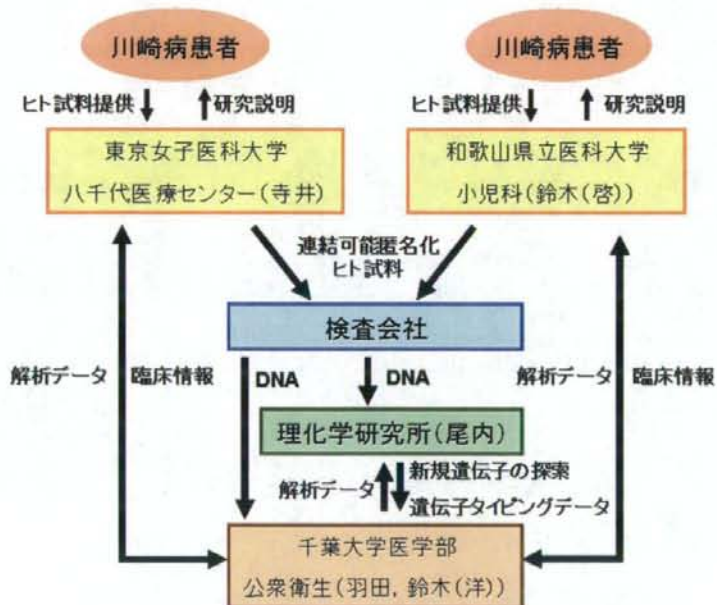 川崎病患者
川崎病患者
ヒト試料提供
研究説明
ヒト試料提供
研究説明
東京女子医科大学
八千代医療センター(寺井)
和歌山県立医科大学
小児科(鈴木(啓))
連結可能匿名化
ヒト試料
検査会社
解析データ
臨床情報
DNA
DNA
解析データ
臨床情報
理化学研究所(尾内)
解析データ
新規遺伝子の探索
遺伝子タイピングデータ
千葉大学医学部
公衆衛生(羽田, 鈴木(洋))